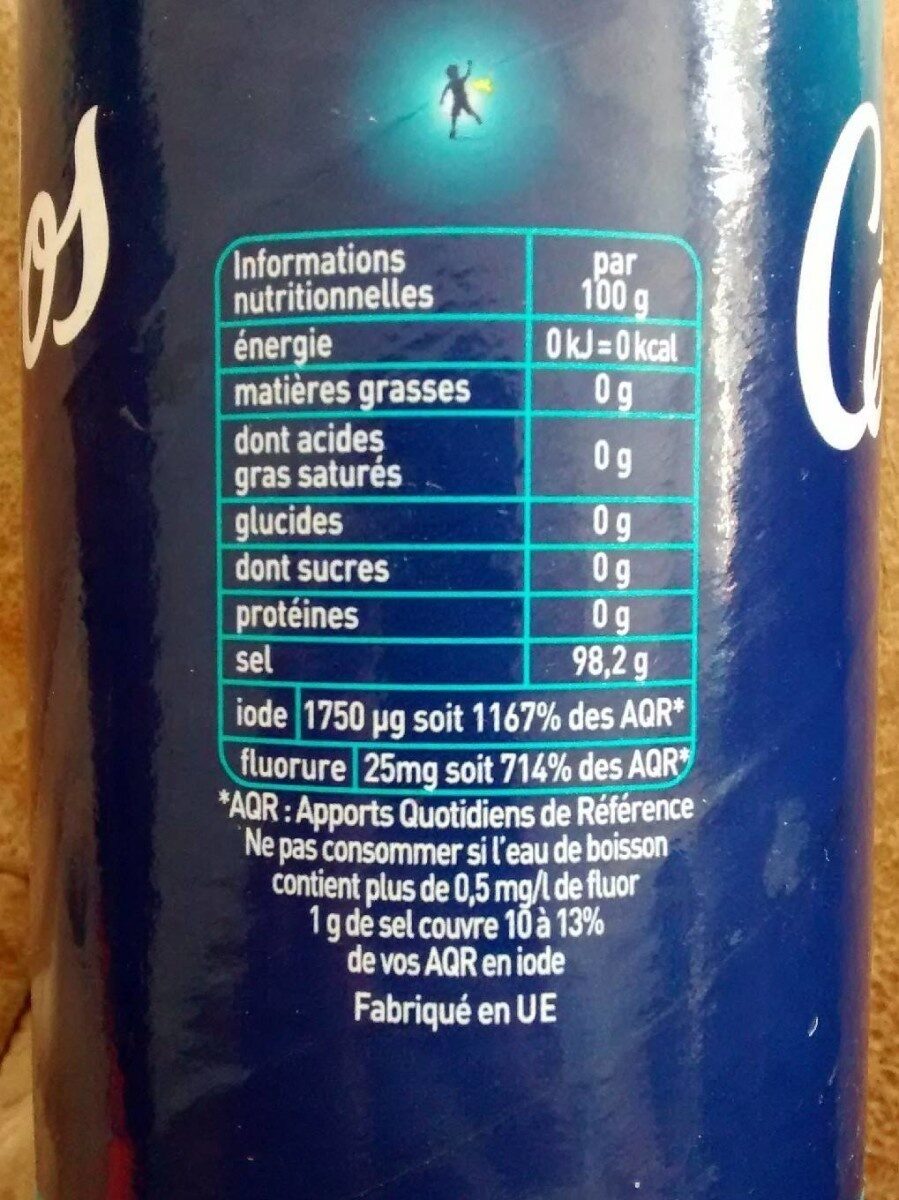 os
C
Informations
nutritionnelles
par
100 g
énergie 0 kJ = 0 kcal
matières grasses 0 g
dont acides
gras saturés
0 g
glucides 0 g
dont sucres 0 g
protéines 0 g
sel 98,2 g
iode 1750 µg soit 1167% des AQR*
fluorure 25mg soit 714% des AQR*
*AQR : Apports Quotidiens de Référence
Ne pas consommer si l'eau de boisson
contient plus de 0,5 mg/l de fluor
1 g de sel couvre 10 à 13%
de vos AQR en iode
Fabriqué en UE